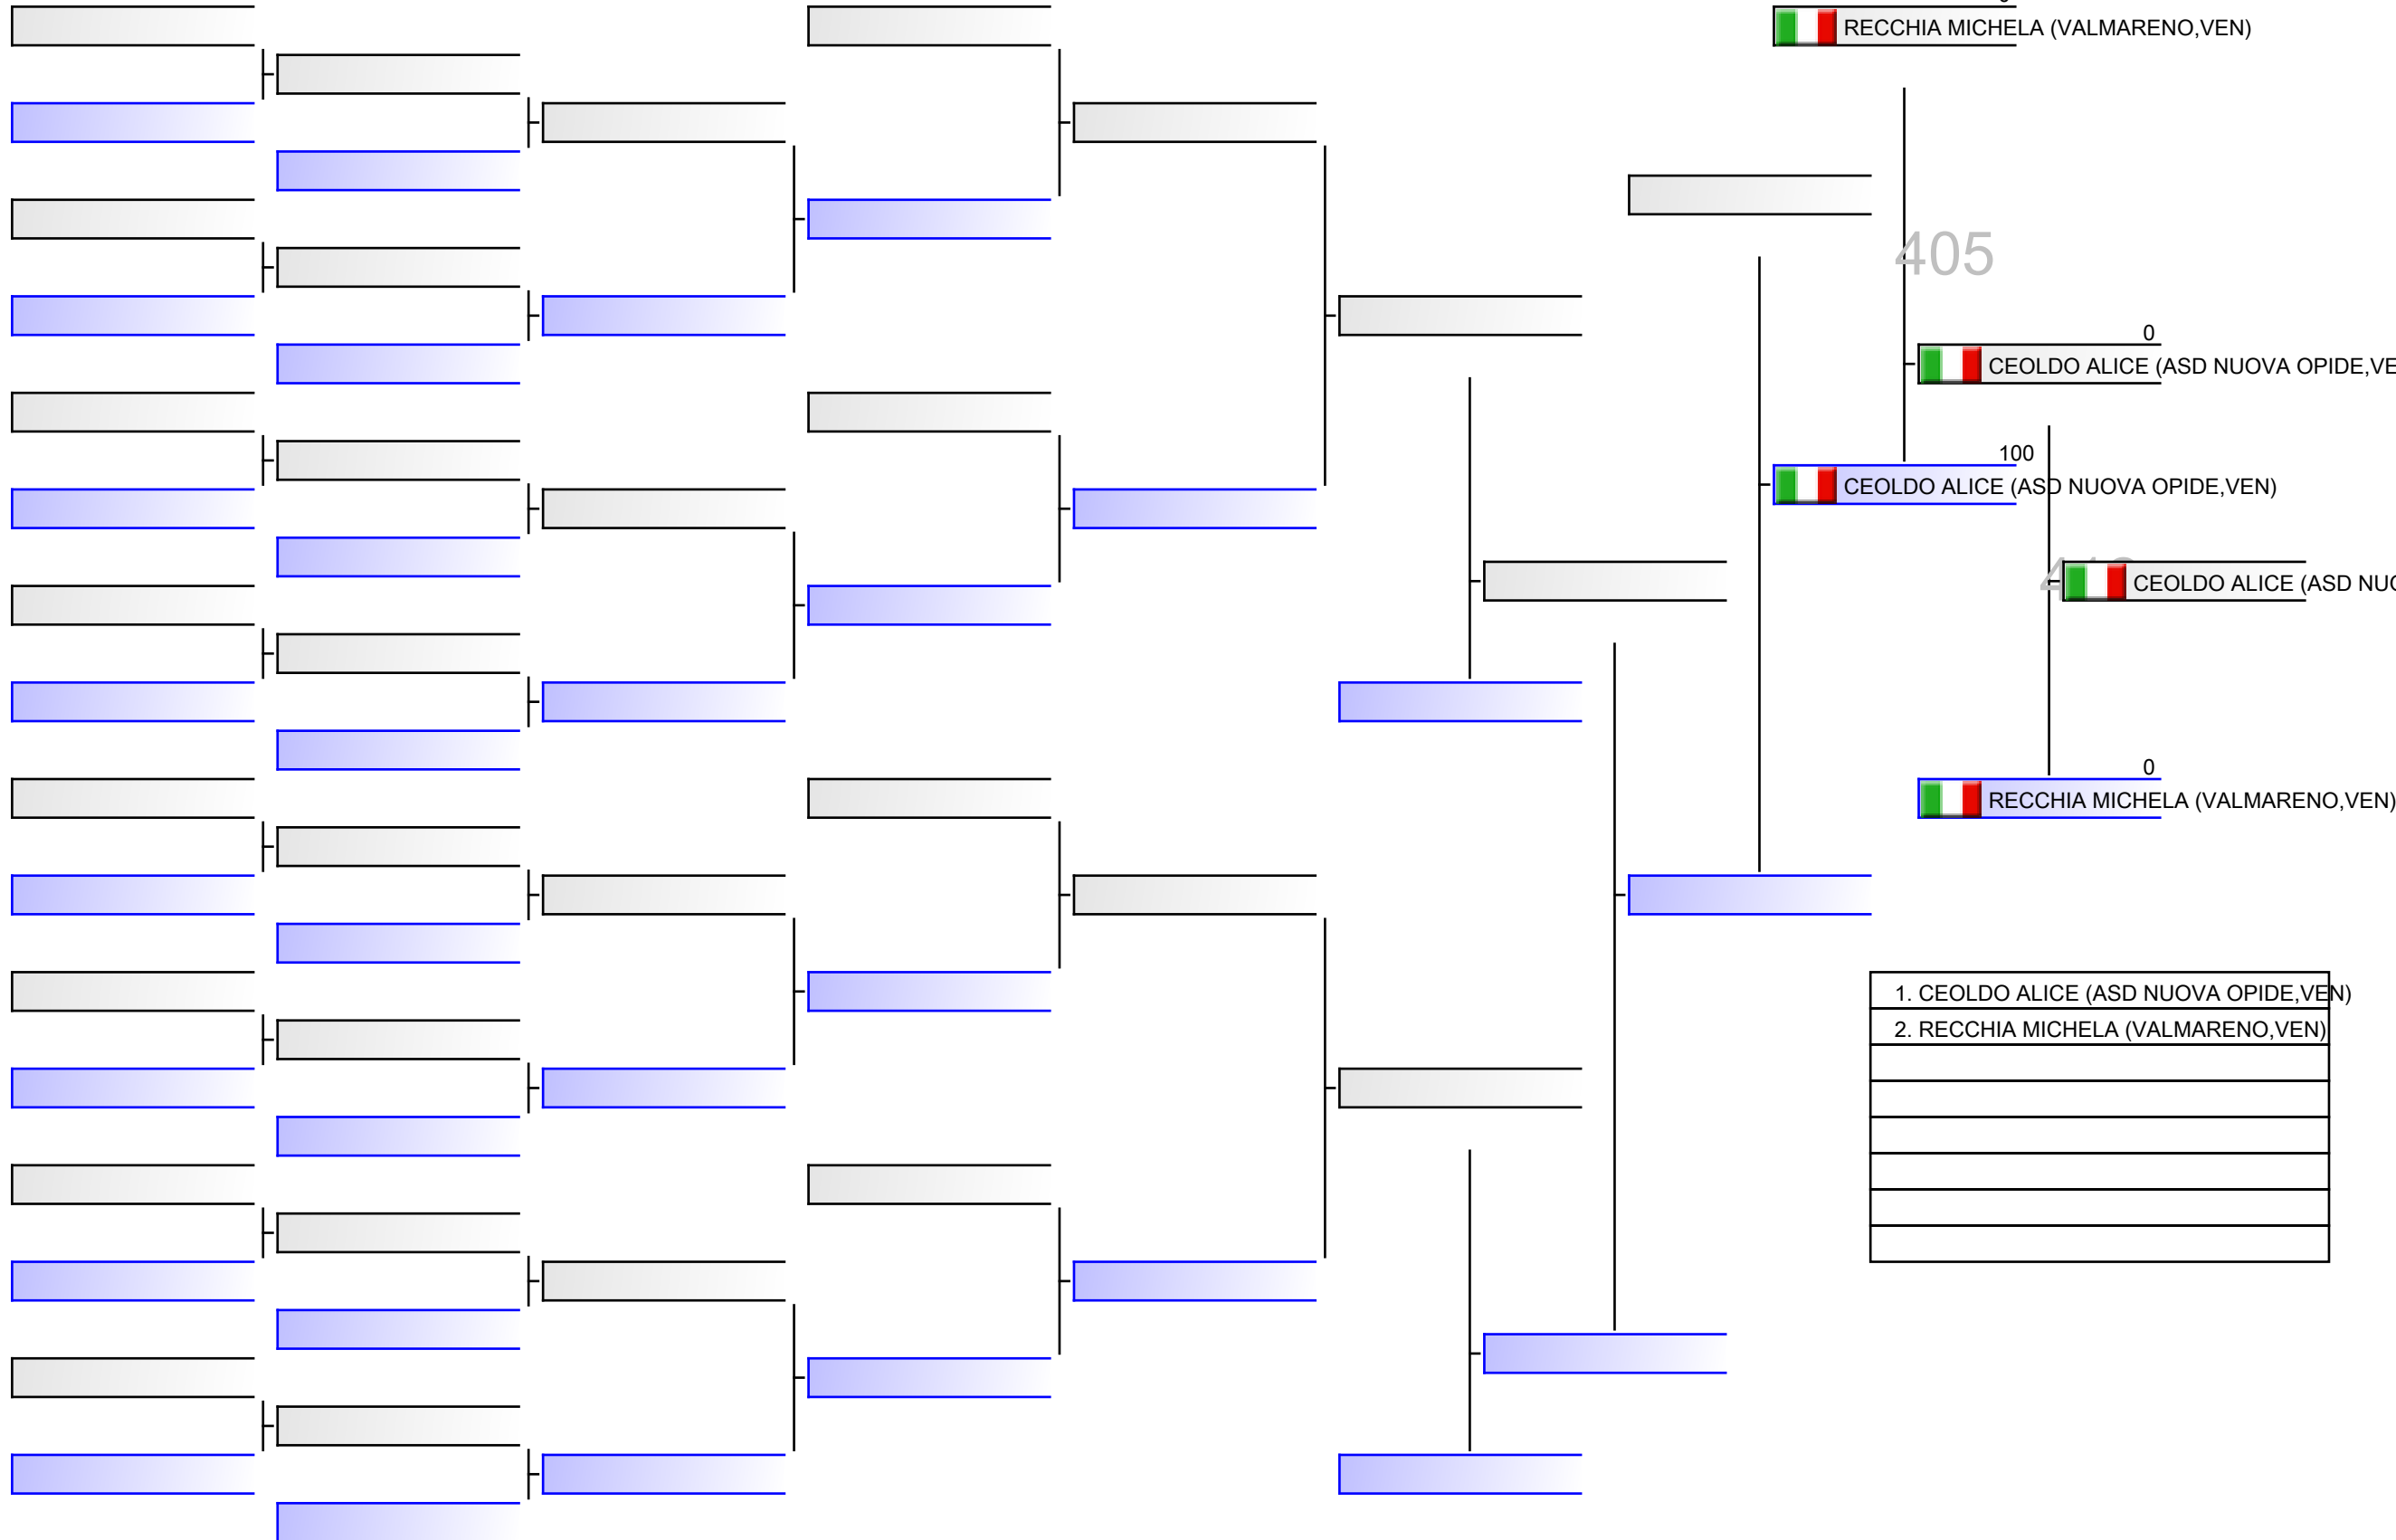 RECCHIA MICHELA (VALMARENO,VEN)
405
0
CEOLDO ALICE (ASD NUOVA OPIDE,VE
100
CEOLDO ALICE (ASD NUOVA OPIDE,VEN)
CEOLDO ALICE (ASD
0
RECCHIA MICHELA (VALMARENO,VEN)
1. CEOLDO ALICE (ASD NUOVA OPIDE,VEN)
2. RECCHIA MICHELA (VALMARENO,VEN)